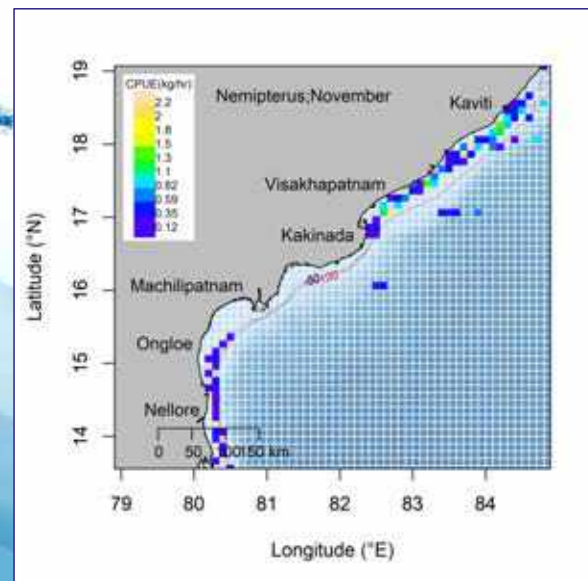 19
18
17
16
15
14
Latitude (°N)
CPUE(kg/hr)
2.2
2
1.8
1.5
1.3
1.1
0.82
0.59
0.35
0.12
Nemipterus;November
Kaviti
Visakhapatnam
Kakinada
Machilipatnam
Ongloe
Nellore
0 50 100150 km
79 80 81 82 83 84
Longitude (°E)